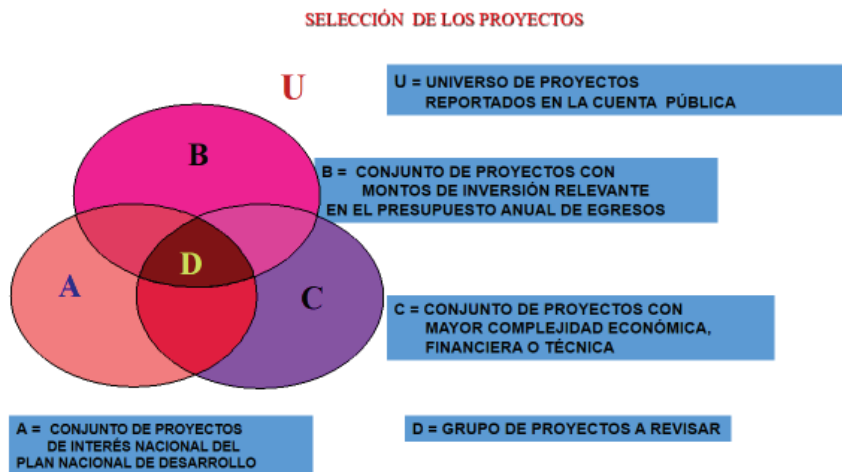 SELECCIÓN DE LOS PROYECTOS
U
U = UNIVERSO DE PROYECTOS
REPORTADOS EN LA CUENTA PÚBLICA
B
B = CONJUNTO DE PROYECTOS CON
MONTOS DE INVERSIÓN RELEVANTE
EN EL PRESUPUESTO ANUAL DE EGRESOS
D
A
C
C = CONJUNTO DE PROYECTOS CON
MAYOR COMPLEJIDAD ECONÓMICA,
FINANCIERA O TÉCNICA
A = CONJUNTO DE PROYECTOS
DE INTERÉS NACIONAL DEL
PLAN NACIONAL DE DESARROLLO
D = GRUPO DE PROYECTOS A REVISAR